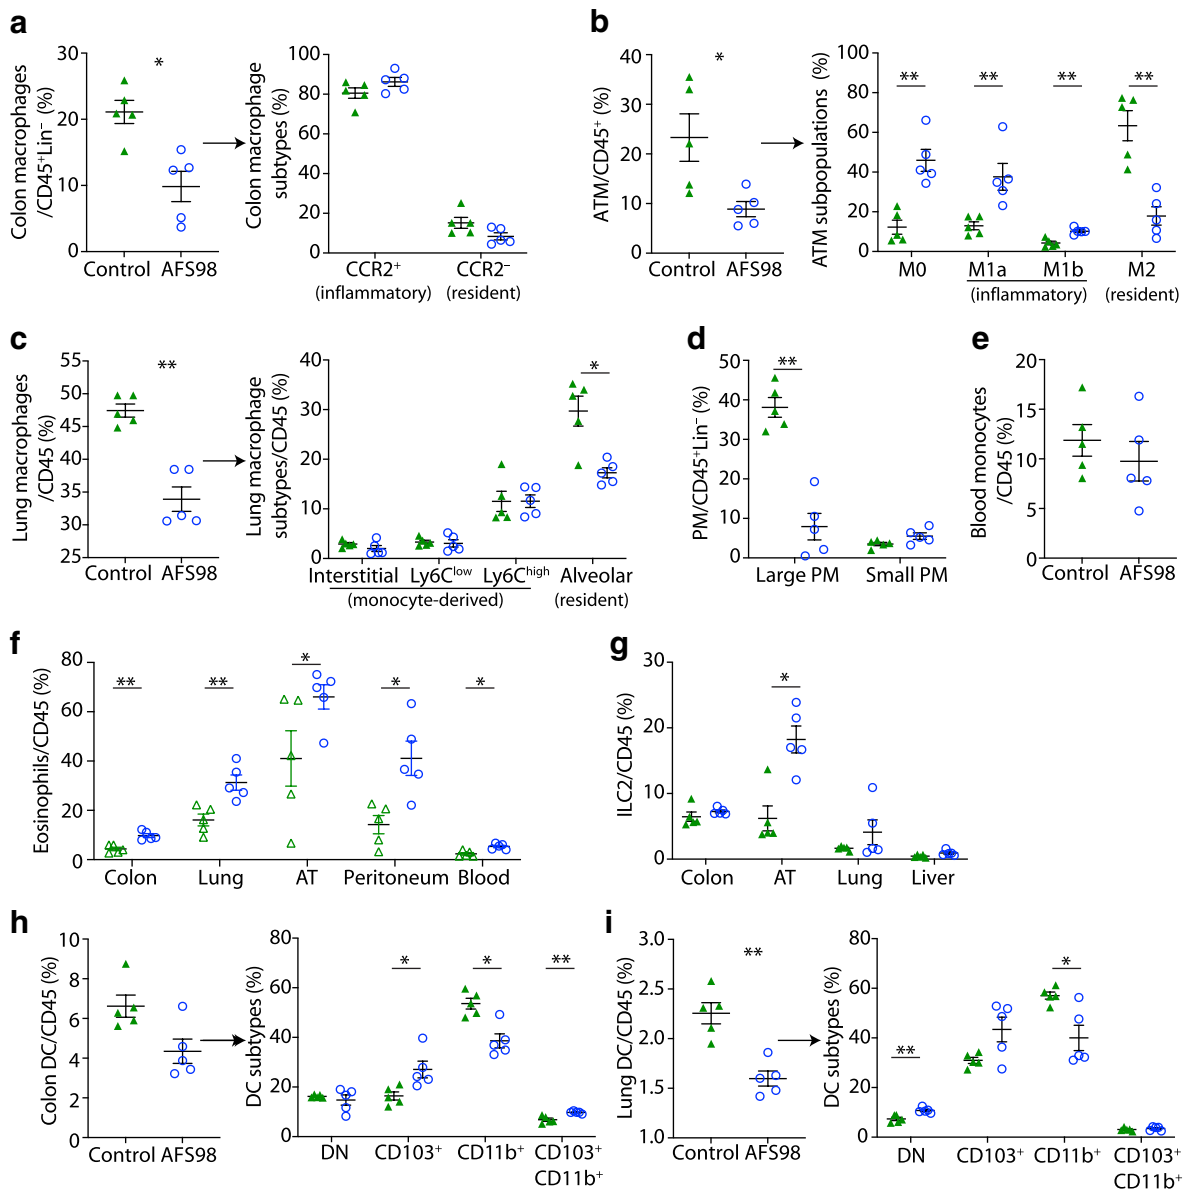 a
Colon macrophages
/CD45⁺Lin⁻ (%)
30
20
10
0
*
Control AFS98
Colon macrophage
subtypes (%)
100
80
60
40
20
0
CCR2⁺ CCR2⁻
(inflammatory) (resident)
b
ATM/CD45⁺ (%)
40
30
20
10
0
*
Control AFS98
ATM subpopulations (%)
100
80
60
40
20
0
** ** ** **
M0 M1a M1b M2
(inflammatory) (resident)
c
Lung macrophages
/CD45 (%)
55
50
45
40
35
30
25
**
Control AFS98
Lung macrophage
subtypes/CD45 (%)
40
30
20
10
0
*
Interstitial Ly6Cˡᵒʷ Ly6Cʰⁱᵍʰ Alveolar
(monocyte-derived) (resident)
d
PM/CD45⁺Lin⁻ (%)
50
40
30
20
10
0
**
Large PM Small PM
e
Blood monocytes
/CD45 (%)
20
15
10
5
0
Control AFS98
f
Eosinophils/CD45 (%)
80
60
40
20
0
** ** * * *
Colon Lung AT Peritoneum Blood
g
ILC2/CD45 (%)
30
20
10
0
*
Colon AT Lung Liver
h
Colon DC/CD45 (%)
10
8
6
4
2
0
Control AFS98
DC subtypes (%)
80
60
40
20
0
* * **
DN CD103⁺ CD11b⁺ CD103⁺
CD11b⁺
i
Lung DC/CD45 (%)
3.0
2.5
2.0
1.5
1.0
**
Control AFS98
DC subtypes (%)
80
60
40
20
0
** *
DN CD103⁺ CD11b⁺ CD103⁺
CD11b⁺